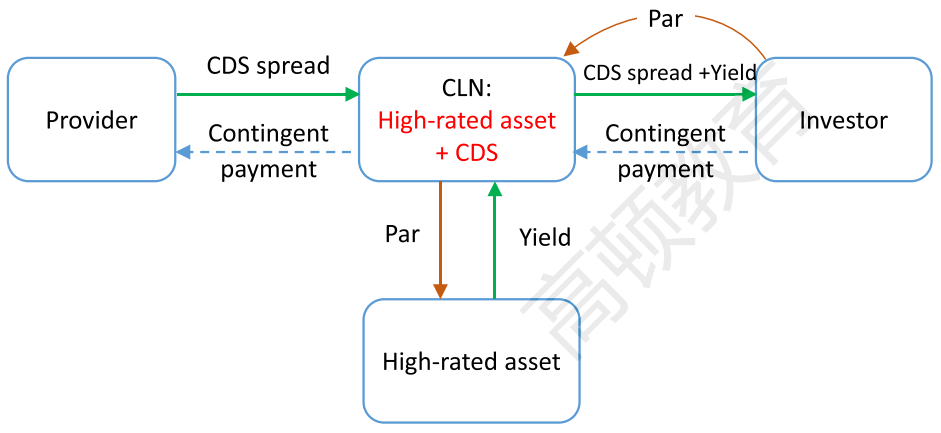 Par
CDS spread
CLN:
CDS spread +Yield
Provider
High-rated asset
+ CDS
Investor
Contingent
payment
Contingent
payment
Par
Yield
High-rated asset
高顿教育